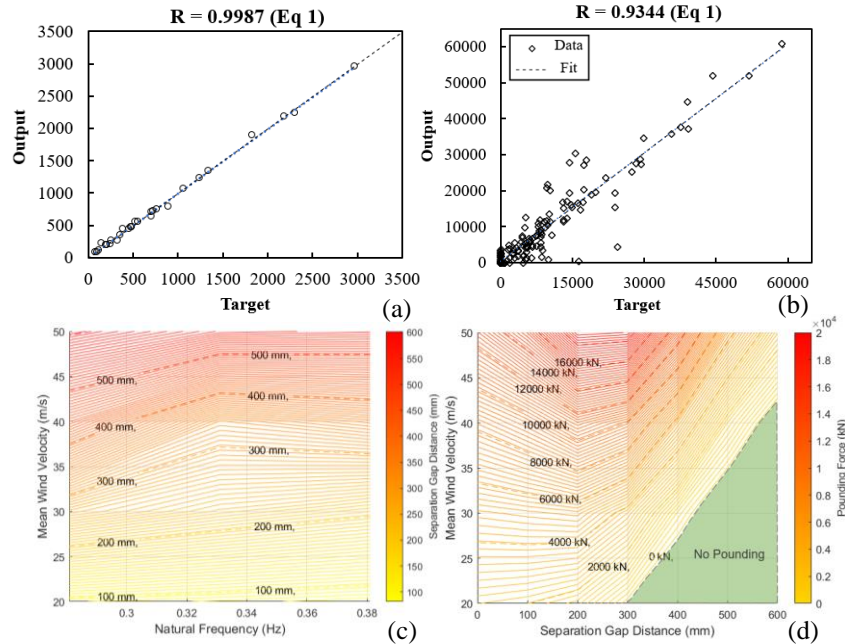 R = 0.9987 (Eq 1)
3500
3000
2500
2000
1500
1000
500
0
Output
0 500 1000 1500 2000 2500 3000 3500
Target
(a)
R = 0.9344 (Eq 1)
Data
Fit
60000
50000
40000
30000
20000
10000
0
Output
0 15000 30000 45000 60000
Target
(b)
50
45
40
35
30
25
20
Mean Wind Velocity (m/s)
500 mm, 500 mm,
400 mm, 400 mm,
300 mm, 300 mm,
200 mm, 200 mm,
100 mm, 100 mm,
0.3 0.32 0.34 0.36 0.38
Natural Frequency (Hz)
(c)
600
550
500
450
400
350
300
250
200
150
100
Separation Gap Distance (mm)
50
45
40
35
30
25
20
Mean Wind Velocity (m/s)
16000 kN,
14000 kN,
12000 kN,
10000 kN,
8000 kN,
6000 kN,
4000 kN,
2000 kN,
0 kN,
No Pounding
0 100 200 300 400 500 600
Separation Gap Distance (mm)
(d)
×10⁴
2
1.8
1.6
1.4
1.2
1
0.8
0.6
0.4
0.2
0
Pounding Force (kN)